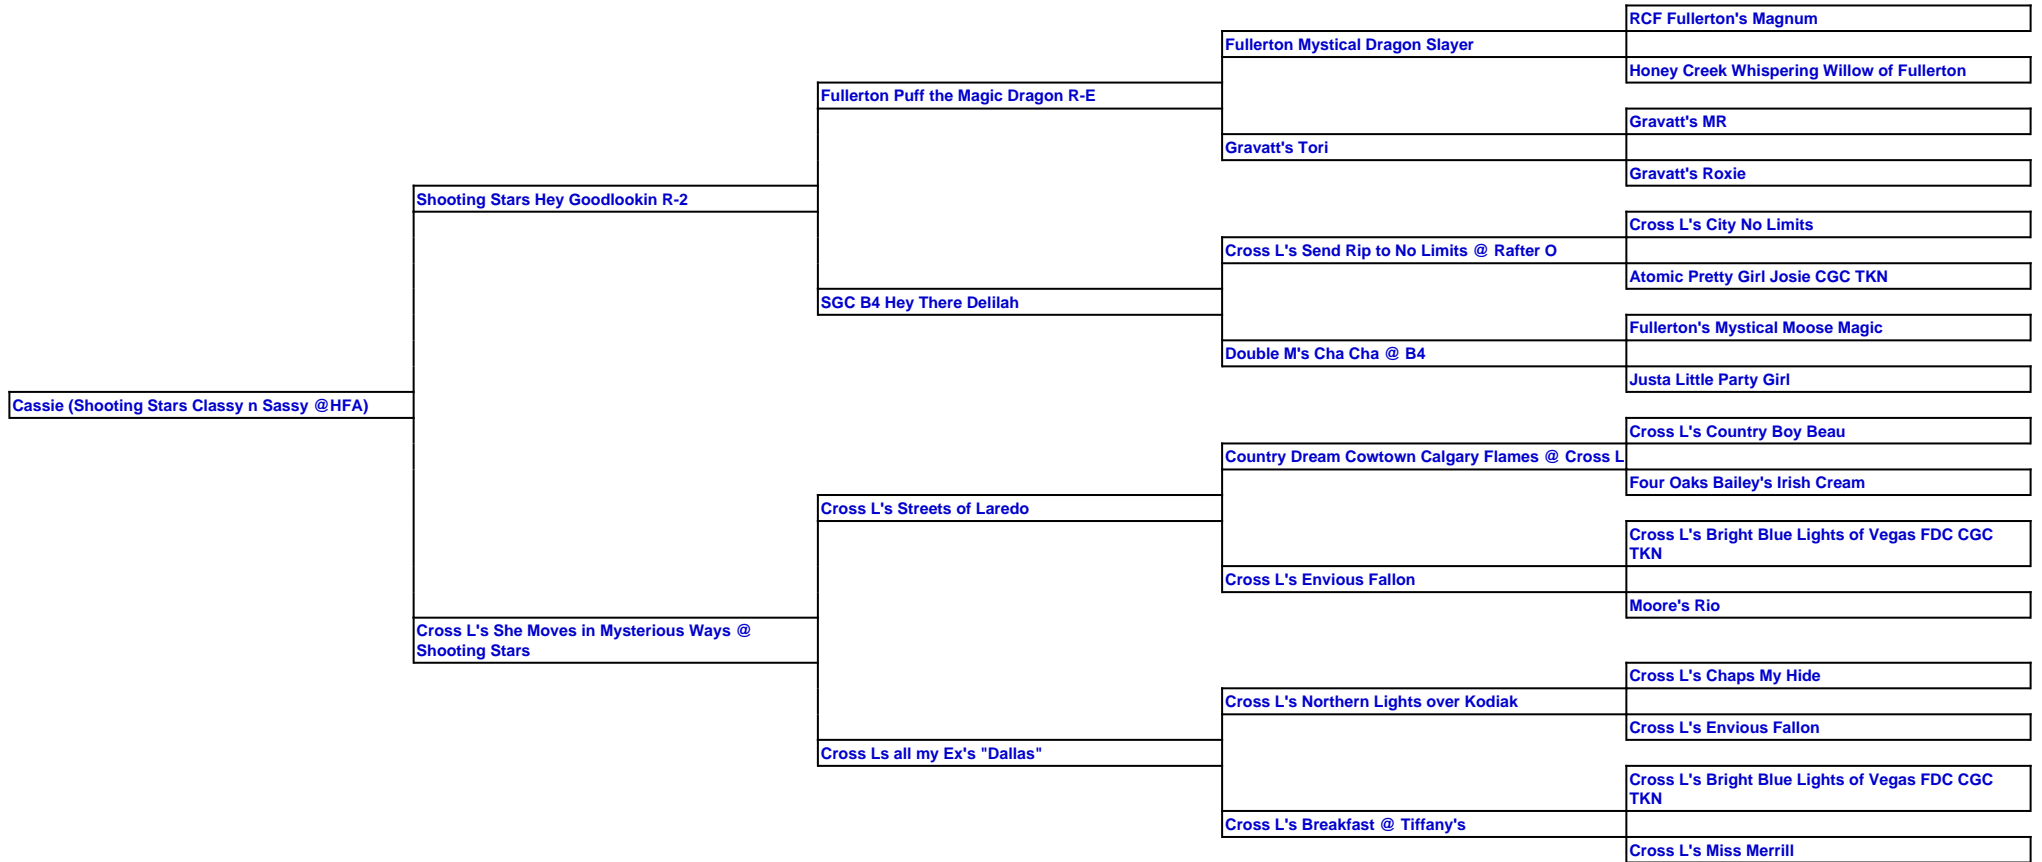 RCF Fullerton's Magnum
Fullerton Mystical Dragon Slayer
Honey Creek Whispering Willow of Fullerton
Fullerton Puff the Magic Dragon R-E
Gravatt's MR
Gravatt's Tori
Gravatt's Roxie
Shooting Stars Hey Goodlookin R-2
Cross L's City No Limits
Cross L's Send Rip to No Limits @ Rafter O
Atomic Pretty Girl Josie CGC TKN
SGC B4 Hey There Delilah
Fullerton's Mystical Moose Magic
Double M's Cha Cha @ B4
Justa Little Party Girl
Cassie (Shooting Stars Classy n Sassy @HFA)
Cross L's Country Boy Beau
Country Dream Cowtown Calgary Flames @ Cross L
Four Oaks Bailey's Irish Cream
Cross L's Streets of Laredo
Cross L's Bright Blue Lights of Vegas FDC CGC
TKN
Cross L's Envious Fallon
Moore's Rio
Cross L's She Moves in Mysterious Ways @
Shooting Stars
Cross L's Chaps My Hide
Cross L's Northern Lights over Kodiak
Cross L's Envious Fallon
Cross Ls all my Ex's "Dallas"
Cross L's Bright Blue Lights of Vegas FDC CGC
TKN
Cross L's Breakfast @ Tiffany's
Cross L's Miss Merrill